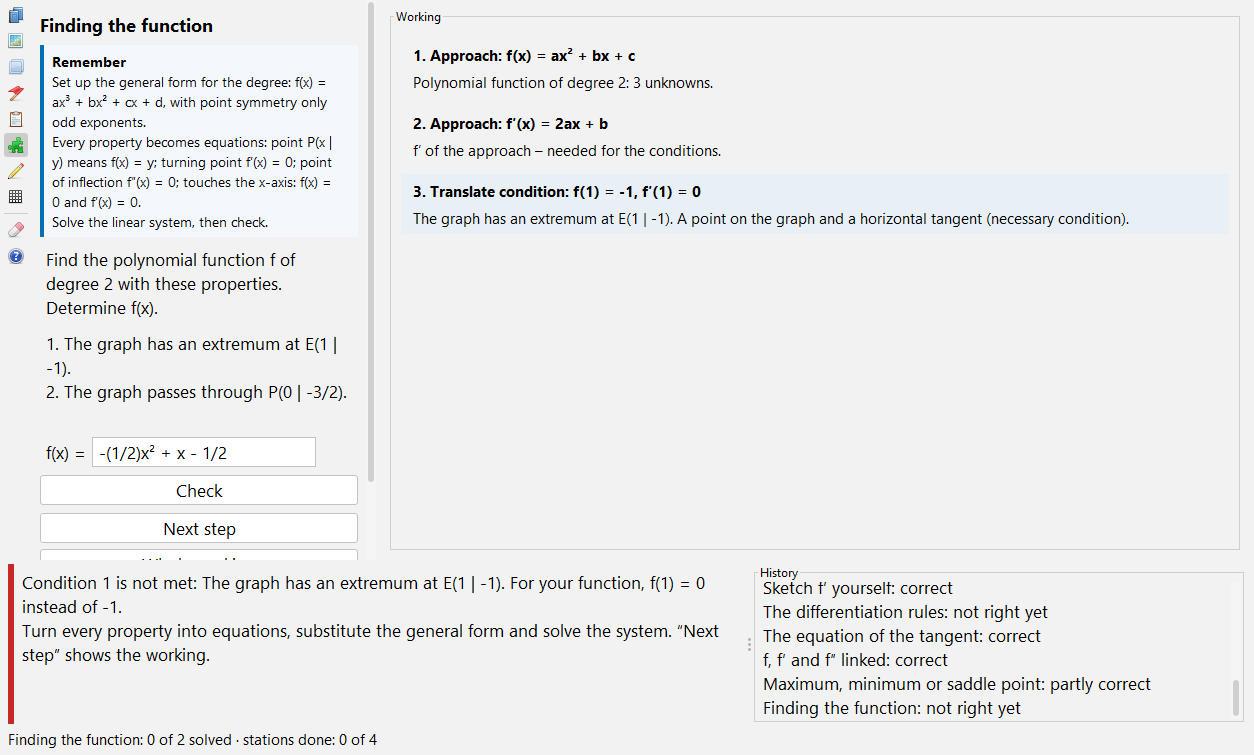 Finding the function
Remember
Set up the general form for the degree: f(x) =
ax³ + bx² + cx + d, with point symmetry only
odd exponents.
Every property becomes equations: point P(x |
y) means f(x) = y; turning point f′(x) = 0; point
of inflection f″(x) = 0; touches the x-axis: f(x) =
0 and f′(x) = 0.
Solve the linear system, then check.
Find the polynomial function f of
degree 2 with these properties.
Determine f(x).
1. The graph has an extremum at E(1 |
-1).
2. The graph passes through P(0 | -3/2).
f(x) = -(1/2)x² + x - 1/2
Check
Next step
Working
1. Approach: f(x) = ax² + bx + c
Polynomial function of degree 2: 3 unknowns.
2. Approach: f′(x) = 2ax + b
f′ of the approach – needed for the conditions.
3. Translate condition: f(1) = -1, f′(1) = 0
The graph has an extremum at E(1 | -1). A point on the graph and a horizontal tangent (necessary condition).
Condition 1 is not met: The graph has an extremum at E(1 | -1). For your function, f(1) = 0
instead of -1.
Turn every property into equations, substitute the general form and solve the system. “Next
step” shows the working.
History
Sketch f′ yourself: correct
The differentiation rules: not right yet
The equation of the tangent: correct
f, f′ and f″ linked: correct
Maximum, minimum or saddle point: partly correct
Finding the function: not right yet
Finding the function: 0 of 2 solved · stations done: 0 of 4